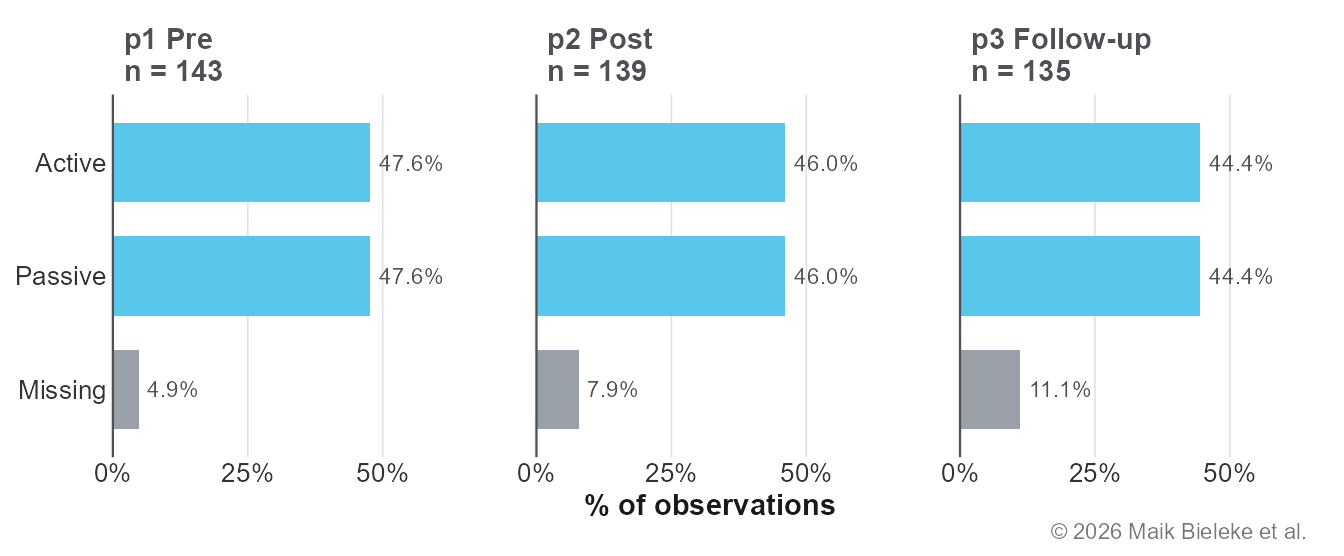 p1 Pre
n = 143
p2 Post
n = 139
p3 Follow-up
n = 135
Active
47.6%
46.0%
44.4%
Passive
47.6%
46.0%
44.4%
Missing
4.9%
7.9%
11.1%
0% 25% 50%
0% 25% 50%
0% 25% 50%
% of observations
© 2026 Maik Bieleke et al.